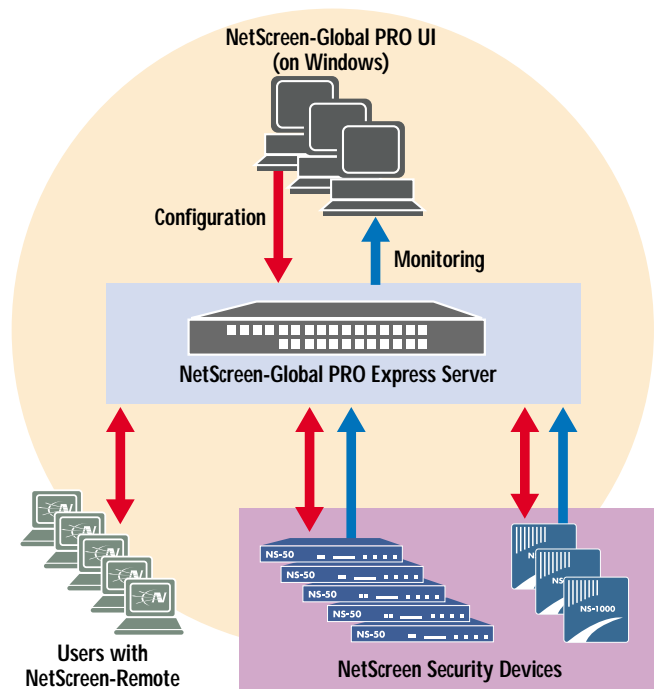 NetScreen-Global PRO UI
(on Windows)
Configuration
Monitoring
NetScreen-Global PRO Express Server
NS-50
NS-50
NS-50
NS-50
NS-50
NS-1000
Users with
NetScreen-Remote
NetScreen Security Devices